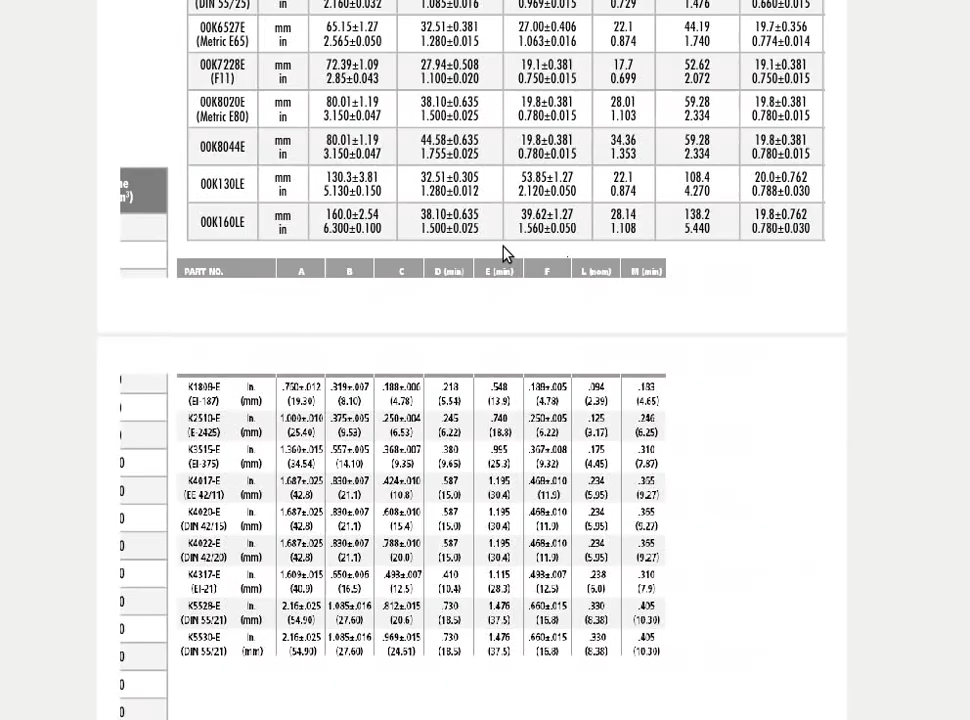 (DIN 55/25) in 2.160±0.032 1.085±0.016 0.969±0.015 0.729 1.476 0.660±0.015
00K6527E mm 65.15±1.27 32.51±0.381 27.00±0.406 22.1 44.19 19.7±0.356
(Metric E65) in 2.565±0.050 1.280±0.015 1.063±0.016 0.874 1.740 0.774±0.014
00K7228E mm 72.39±1.09 27.94±0.508 19.1±0.381 17.7 52.62 19.1±0.381
(F11) in 2.85±0.043 1.100±0.020 0.750±0.015 0.699 2.072 0.750±0.015
00K8020E mm 80.01±1.19 38.10±0.635 19.8±0.381 28.01 59.28 19.8±0.381
(Metric E80) in 3.150±0.047 1.500±0.025 0.780±0.015 1.103 2.334 0.780±0.015
00K8044E mm 80.01±1.19 44.58±0.635 19.8±0.381 34.36 59.28 19.8±0.381
in 3.150±0.047 1.755±0.025 0.780±0.015 1.353 2.334 0.780±0.015
00K130LE mm 130.3±3.81 32.51±0.305 53.85±1.27 22.1 108.4 20.0±0.762
in 5.130±0.150 1.280±0.012 2.120±0.050 0.874 4.270 0.788±0.030
00K160LE mm 160.0±2.54 38.10±0.635 39.62±1.27 28.14 138.2 19.8±0.762
in 6.300±0.100 1.500±0.025 1.560±0.050 1.108 5.440 0.780±0.030
PART NO. A B C D (min) E (min) F L (nom) M (min)
K1808-E in. .760±.012 .319±.007 .188±.006 .218 .548 .188±.005 .094 .183
(EI-187) (mm) (19.30) (8.10) (4.78) (5.54) (13.9) (4.78) (2.39) (4.65)
K2510-E in. 1.000±.010 .375±.005 .250±.004 .245 .740 .250±.005 .125 .246
(E-2425) (mm) (25.40) (9.53) (6.53) (6.22) (18.8) (6.22) (3.17) (6.25)
K3515-E in. 1.360±.015 .557±.005 .368±.007 .380 .995 .367±.008 .175 .310
(EI-375) (mm) (34.54) (14.10) (9.35) (9.65) (25.3) (9.32) (4.45) (7.87)
K4017-E in. 1.687±.025 .830±.007 .424±.010 .587 1.195 .468±.010 .234 .365
(EE 42/11) (mm) (42.8) (21.1) (10.8) (15.0) (30.4) (11.9) (5.95) (9.27)
K4020-E in. 1.687±.025 .830±.007 .608±.010 .587 1.195 .468±.010 .234 .365
(DIN 42/15) (mm) (42.8) (21.1) (15.4) (15.0) (30.4) (11.9) (5.95) (9.27)
K4022-E in. 1.687±.025 .830±.007 .788±.010 .587 1.195 .468±.010 .234 .365
(DIN 42/20) (mm) (42.8) (21.1) (20.0) (15.0) (30.4) (11.9) (5.95) (9.27)
K4317-E in. 1.609±.015 .650±.006 .493±.007 .410 1.115 .493±.007 .238 .310
(EI-21) (mm) (40.9) (16.5) (12.5) (10.4) (28.3) (12.5) (6.0) (7.9)
K5528-E in. 2.16±.025 1.085±.016 .812±.015 .730 1.476 .660±.015 .330 .405
(DIN 55/21) (mm) (54.90) (27.60) (20.6) (18.5) (37.5) (16.8) (8.38) (10.30)
K5530-E in. 2.16±.025 1.085±.016 .969±.015 .730 1.476 .660±.015 .330 .405
(DIN 55/21) (mm) (54.90) (27.60) (24.61) (18.5) (37.5) (16.8) (8.38) (10.30)